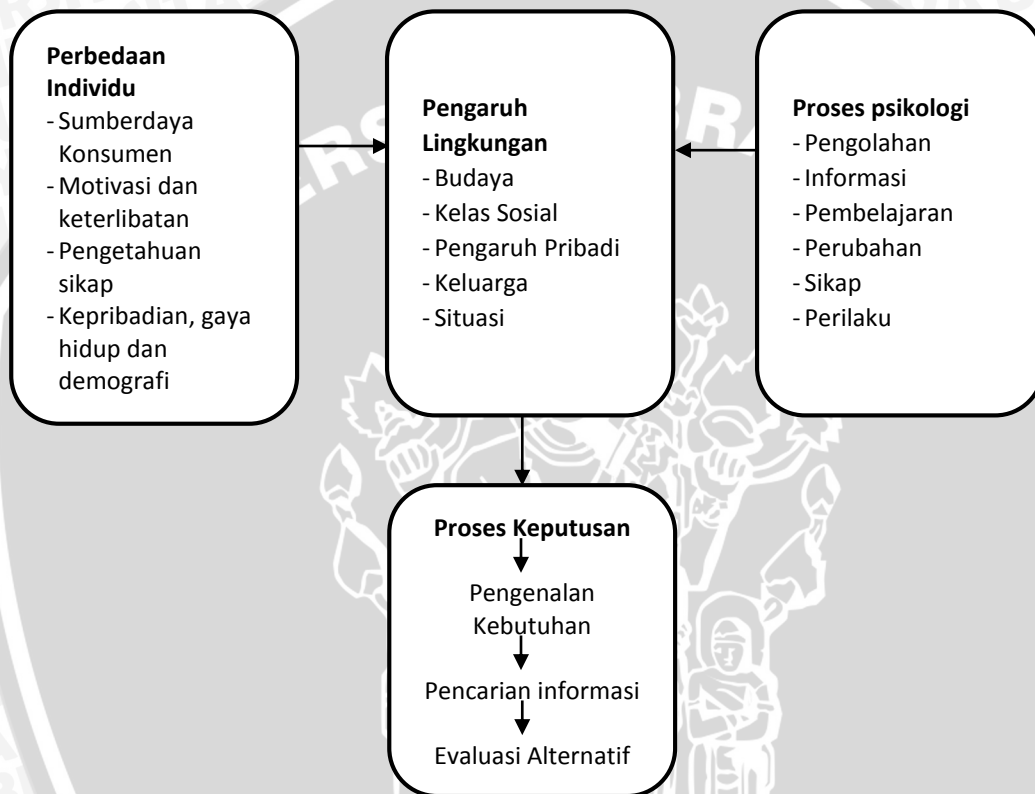 Perbedaan
Individu
- Sumberdaya
Konsumen
- Motivasi dan
keterlibatan
- Pengetahuan
sikap
- Kepribadian, gaya
hidup dan
demografi
Pengaruh
Lingkungan
- Budaya
- Kelas Sosial
- Pengaruh Pribadi
- Keluarga
- Situasi
Proses psikologi
- Pengolahan
- Informasi
- Pembelajaran
- Perubahan
- Sikap
- Perilaku
Proses Keputusan
Pengenalan
Kebutuhan
Pencarian informasi
Evaluasi Alternatif